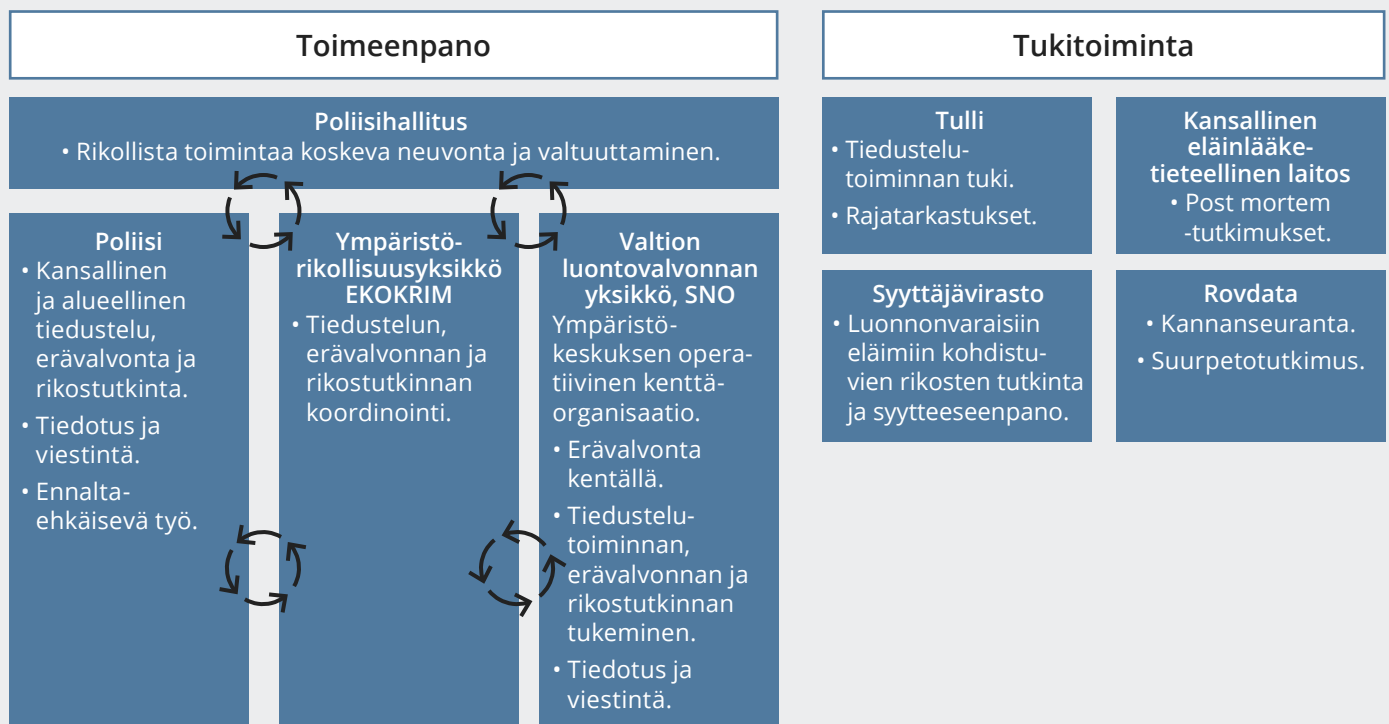 Toimeenpano
Poliisihallitus
• Rikollista toimintaa koskeva neuvonta ja valtuuttaminen.
Poliisi
• Kansallinen
ja alueellinen
tiedustelu,
erävalvonta ja
rikostutkinta.
• Tiedotus ja
viestintä.
• Ennalta-
ehkäisevä työ.
Ympäristö-
rikollisuusyksikkö
EKOKRIM
• Tiedustelun,
erävalvonnan ja
rikostutkinnan
koordinointi.
Valtion
luontovalvonnan
yksikkö, SNO
Ympäristö-
keskuksen opera-
tiivinen kenttä-
organisaatio.
• Erävalvonta
kentällä.
• Tiedustelu-
toiminnan,
erävalvonnan ja
rikostutkinnan
tukeminen.
• Tiedotus ja
viestintä.
Tukitoiminta
Tulli
• Tiedustelu-
toiminnan tuki.
• Rajatarkastukset.
Kansallinen
eläinlääke-
tieteellinen laitos
• Post mortem
-tutkimukset.
Syyttäjävirasto
• Luonnonvaraisiin
eläimiin kohdistu-
vien rikosten tutkinta
ja syytteeseenpano.
Rovdata
• Kannanseuranta.
• Suurpetotutkimus.